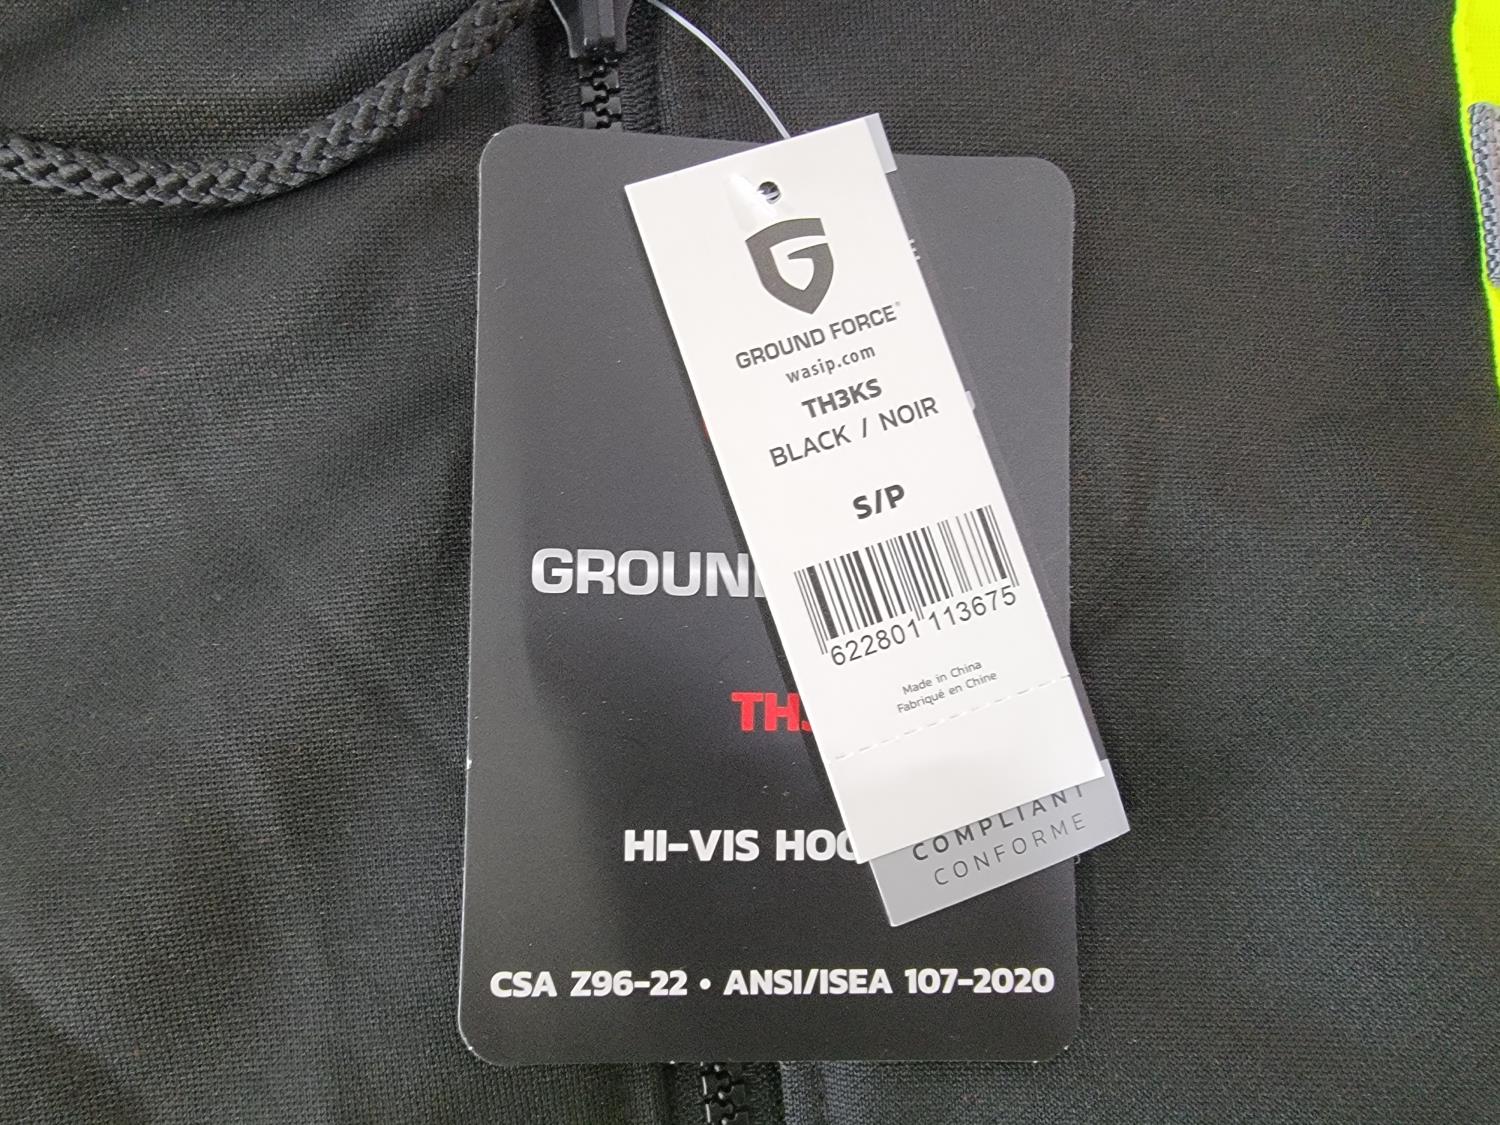 GROUND FORCE®
wasip.com
TH3KS
BLACK / NOIR
S/P
622801 113675
Made in China
Fabriqué en Chine
COMPLIANT
CONFORME
GROUN
TH3
HI-VIS HOO
CSA Z96-22 • ANSI/ISEA 107-2020